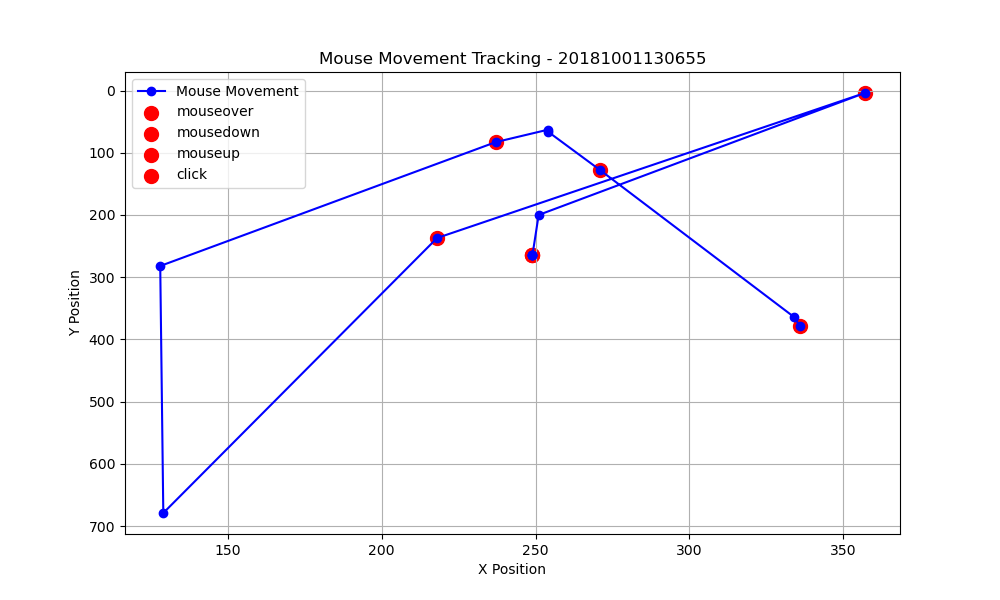 Mouse Movement Tracking - 20181001130655
Mouse Movement
mouseover
mousedown
mouseup
click
0
100
200
300
400
500
600
700
Y Position
150
200
250
300
350
X Position